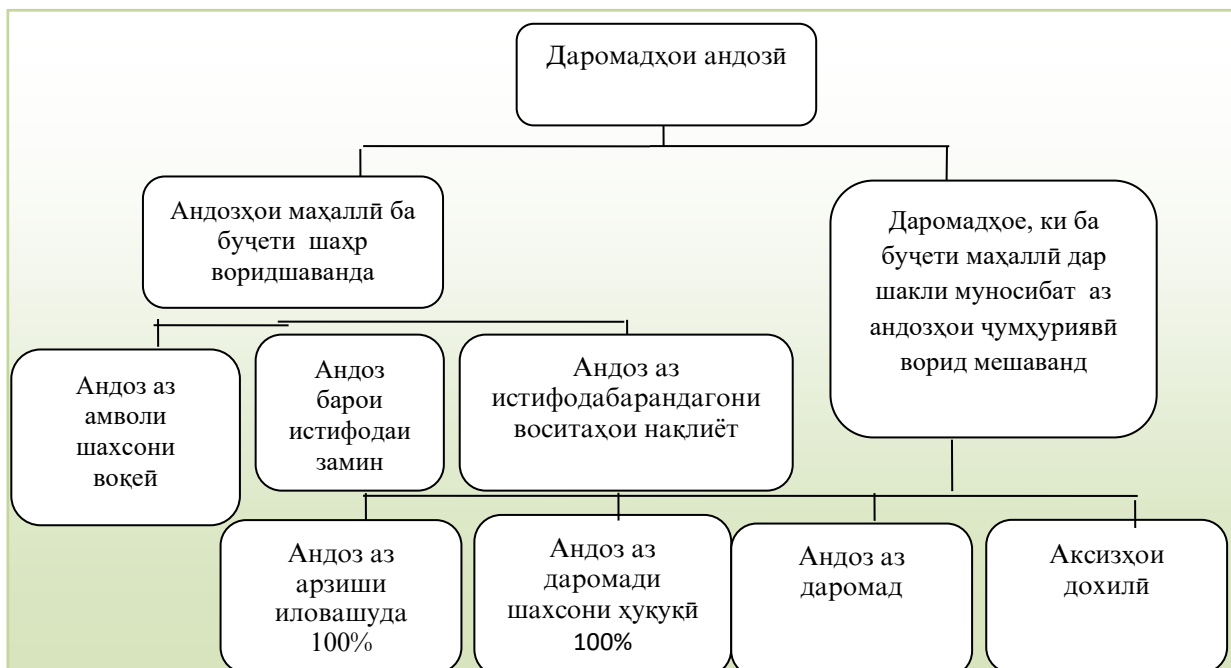 Даромадҳои андозӣ
Андозҳои маҳаллӣ ба
буҷети шаҳр
воридшаванда
Даромадҳое, ки ба
буҷети маҳаллӣ дар
шакли муносибат аз
андозҳои ҷумҳуриявӣ
ворид мешаванд
Андоз аз
амволи
шахсони
воқеӣ
Андоз
барои
истифодаи
замин
Андоз аз
истифодабарандагони
воситаҳои нақлиёт
Андоз аз
арзиши
иловашуда
100%
Андоз аз
даромади
шахсони ҳуқуқӣ
100%
Андоз аз
даромад
Аксизҳои
дохилӣ